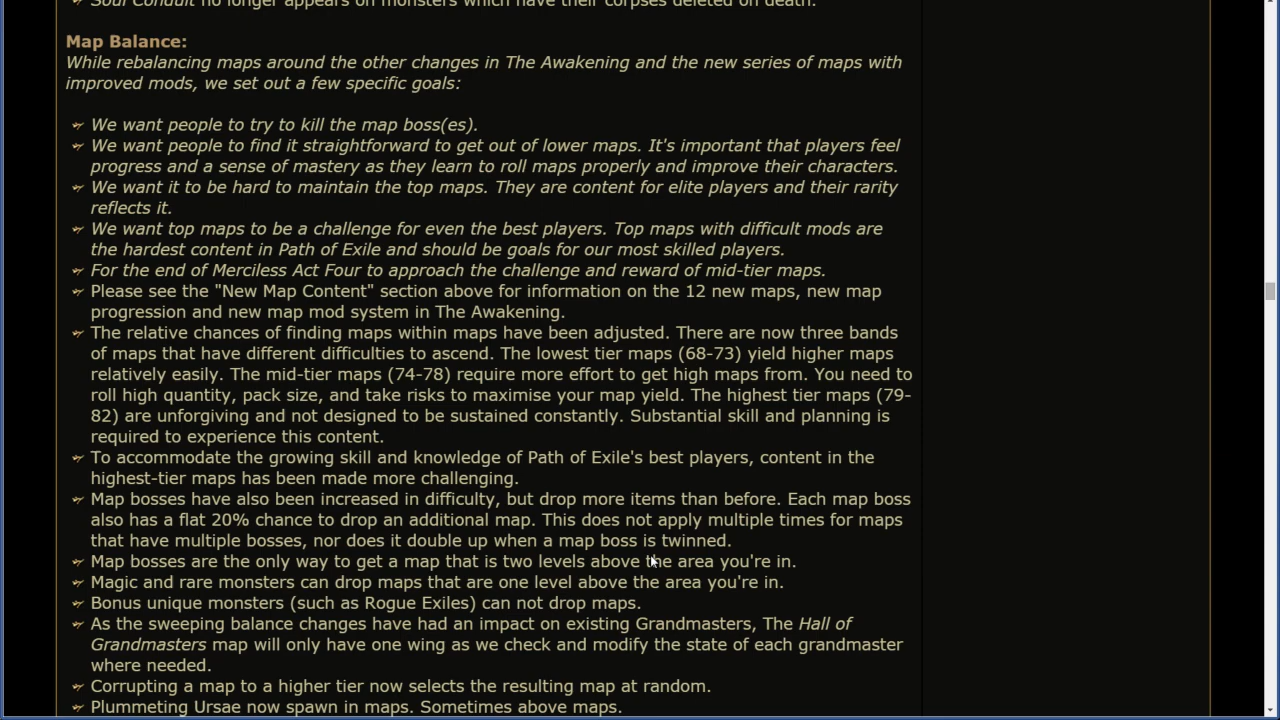 Soul Conduit no longer appears on monsters which have their corpses deleted on death.
Map Balance:
While rebalancing maps around the other changes in The Awakening and the new series of maps with
improved mods, we set out a few specific goals:
We want people to try to kill the map boss(es).
We want people to find it straightforward to get out of lower maps. It's important that players feel
progress and a sense of mastery as they learn to roll maps properly and improve their characters.
We want it to be hard to maintain the top maps. They are content for elite players and their rarity
reflects it.
We want top maps to be a challenge for even the best players. Top maps with difficult mods are
the hardest content in Path of Exile and should be goals for our most skilled players.
For the end of Merciless Act Four to approach the challenge and reward of mid-tier maps.
Please see the "New Map Content" section above for information on the 12 new maps, new map
progression and new map mod system in The Awakening.
The relative chances of finding maps within maps have been adjusted. There are now three bands
of maps that have different difficulties to ascend. The lowest tier maps (68-73) yield higher maps
relatively easily. The mid-tier maps (74-78) require more effort to get high maps from. You need to
roll high quantity, pack size, and take risks to maximise your map yield. The highest tier maps (79-
82) are unforgiving and not designed to be sustained constantly. Substantial skill and planning is
required to experience this content.
To accommodate the growing skill and knowledge of Path of Exile's best players, content in the
highest-tier maps has been made more challenging.
Map bosses have also been increased in difficulty, but drop more items than before. Each map boss
also has a flat 20% chance to drop an additional map. This does not apply multiple times for maps
that have multiple bosses, nor does it double up when a map boss is twinned.
Map bosses are the only way to get a map that is two levels above the area you're in.
Magic and rare monsters can drop maps that are one level above the area you're in.
Bonus unique monsters (such as Rogue Exiles) can not drop maps.
As the sweeping balance changes have had an impact on existing Grandmasters, The Hall of
Grandmasters map will only have one wing as we check and modify the state of each grandmaster
where needed.
Corrupting a map to a higher tier now selects the resulting map at random.
Plummeting Ursae now spawn in maps. Sometimes above maps.